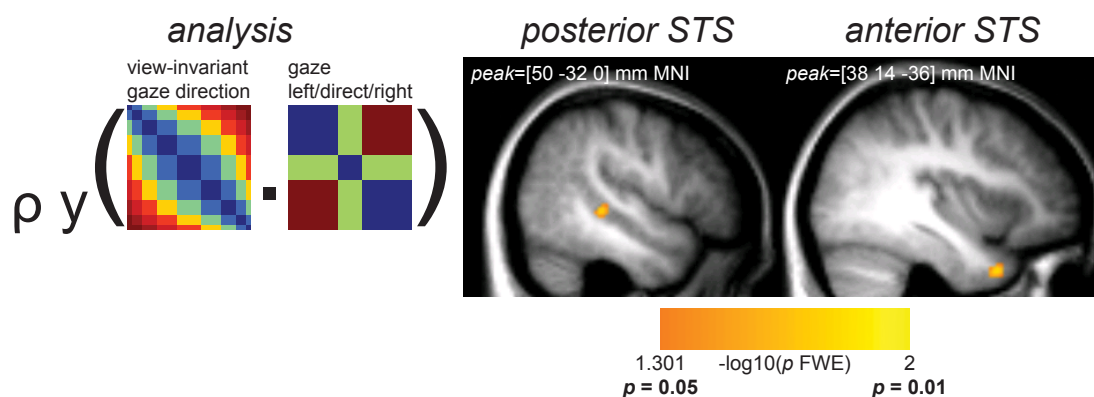 analysis
view-invariant
gaze direction
gaze
left/direct/right
ρ y ( . )
posterior STS
peak=[50 -32 0] mm MNI
anterior STS
peak=[38 14 -36] mm MNI
1.301 -log10(p FWE) 2
p = 0.05 p = 0.01